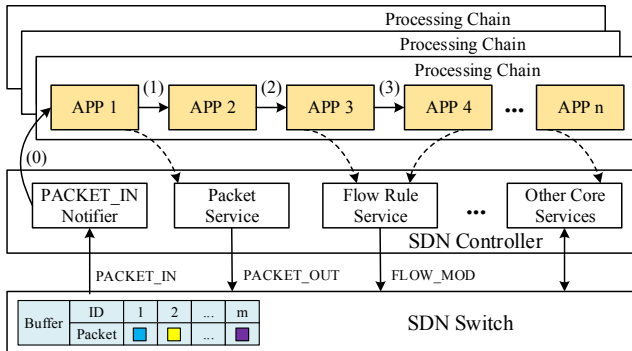 Processing Chain
Processing Chain
Processing Chain
(1) (2) (3)
APP 1 APP 2 APP 3 APP 4 ... APP n
(0)
PACKET_IN Notifier
Packet Service
Flow Rule Service
...
Other Core Services
SDN Controller
PACKET_IN PACKET_OUT FLOW_MOD
Buffer
ID 1 2 ... m
Packet ...
SDN Switch